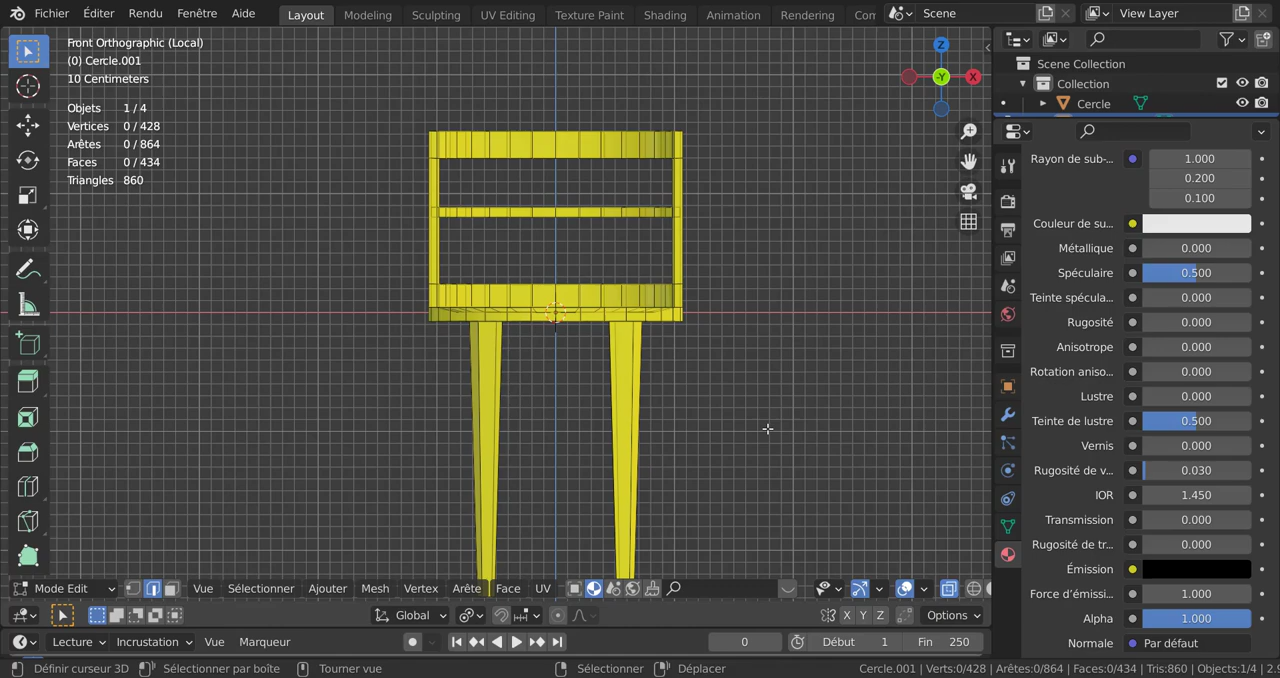 Fichier Éditer Rendu Fenêtre Aide Layout Modeling Sculpting UV Editing Texture Paint Shading Animation Rendering Com Scene View Layer
Front Orthographic (Local)
(0) Cercle.001
10 Centimeters
Objets 1 / 4
Vertices 0 / 428
Arêtes 0 / 864
Faces 0 / 434
Triangles 860
Z
X
-Y
Scene Collection
Collection
Cercle
Rayon de sub-... 1.000
0.200
0.100
Couleur de su...
Métallique 0.000
Spéculaire 0.500
Teinte spécula... 0.000
Rugosité 0.000
Anisotrope 0.000
Rotation aniso... 0.000
Lustre 0.000
Teinte de lustre 0.500
Vernis 0.000
Rugosité de v... 0.030
IOR 1.450
Transmission 0.000
Rugosité de tr... 0.000
Émission
Force d'émissi... 1.000
Alpha 1.000
Normale Par défaut
Mode Edit Vue Sélectionner Ajouter Mesh Vertex Arête Face UV
Global X Y Z Options
Lecture Incrustation Vue Marqueur 0 Début 1 Fin 250
Définir curseur 3D Sélectionner par boîte Tourner vue Sélectionner Déplacer Cercle.001 | Verts:0/428 | Arêtes:0/864 | Faces:0/434 | Tris:860 | Objects:1/4 | 2.9